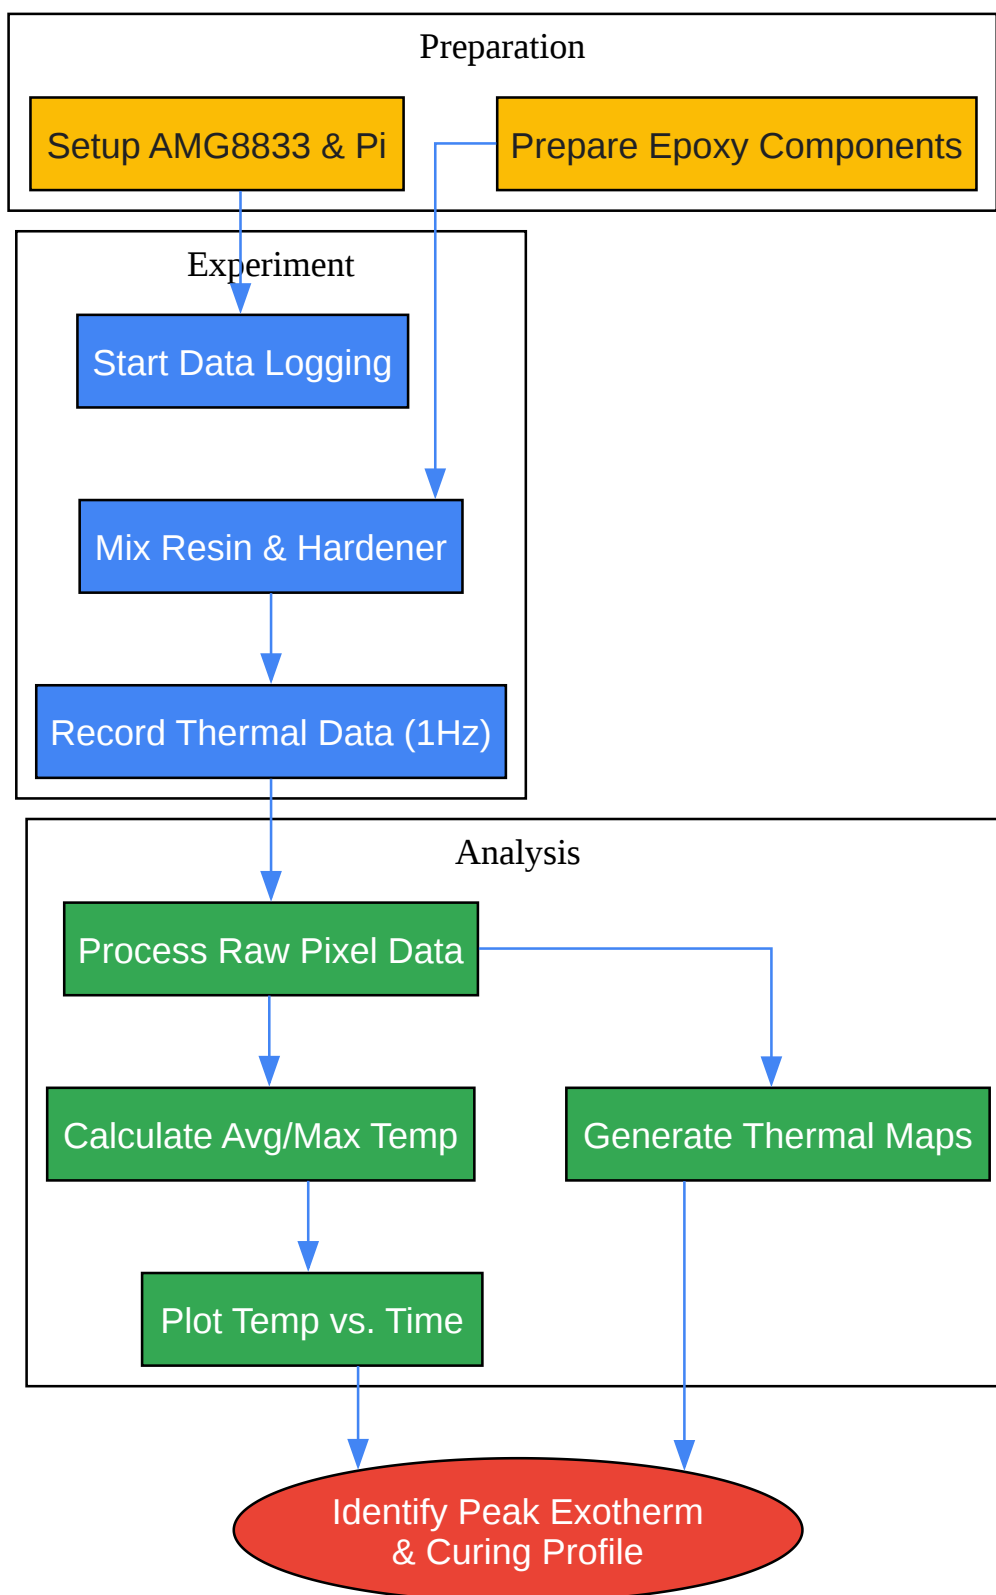 Preparation
Setup AMG8833 & Pi
Prepare Epoxy Components
Experiment
Start Data Logging
Mix Resin & Hardener
Record Thermal Data (1Hz)
Analysis
Process Raw Pixel Data
Calculate Avg/Max Temp
Generate Thermal Maps
Plot Temp vs. Time
Identify Peak Exotherm
& Curing Profile